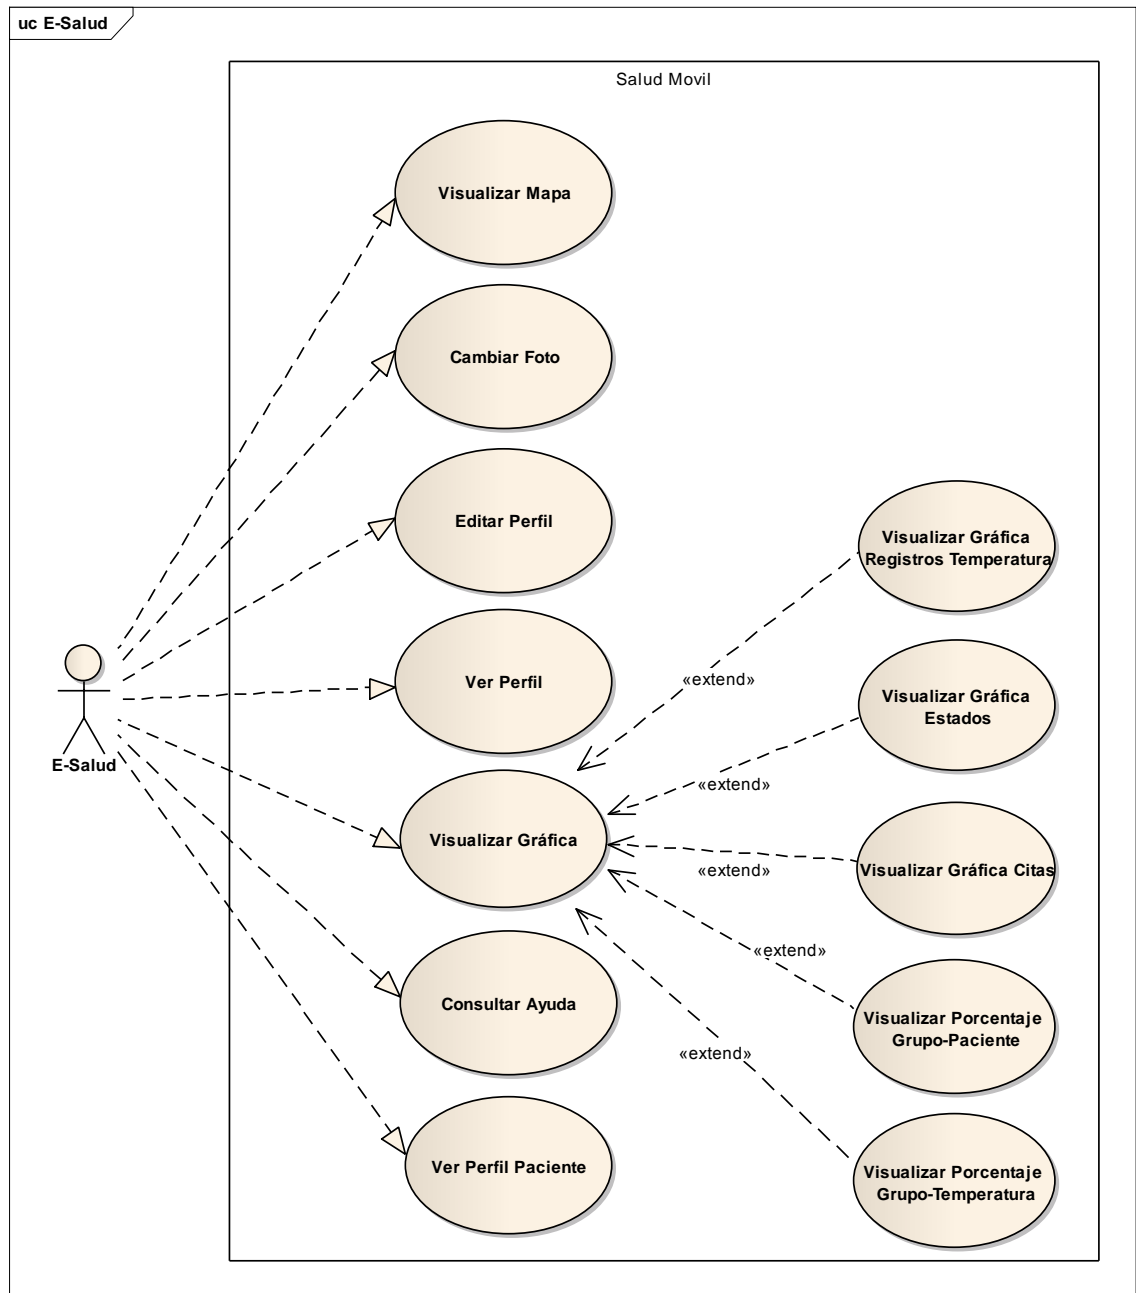 uc E-Salud
Salud Movil
Visualizar Mapa
Cambiar Foto
Editar Perfil
Visualizar Gráfica
Registros Temperatura
Ver Perfil
«extend»
Visualizar Gráfica
Estados
E-Salud
«extend»
Visualizar Gráfica
«extend»
Visualizar Gráfica Citas
«extend»
Consultar Ayuda
Visualizar Porcentaje
Grupo-Paciente
«extend»
Ver Perfil Paciente
Visualizar Porcentaje
Grupo-Temperatura